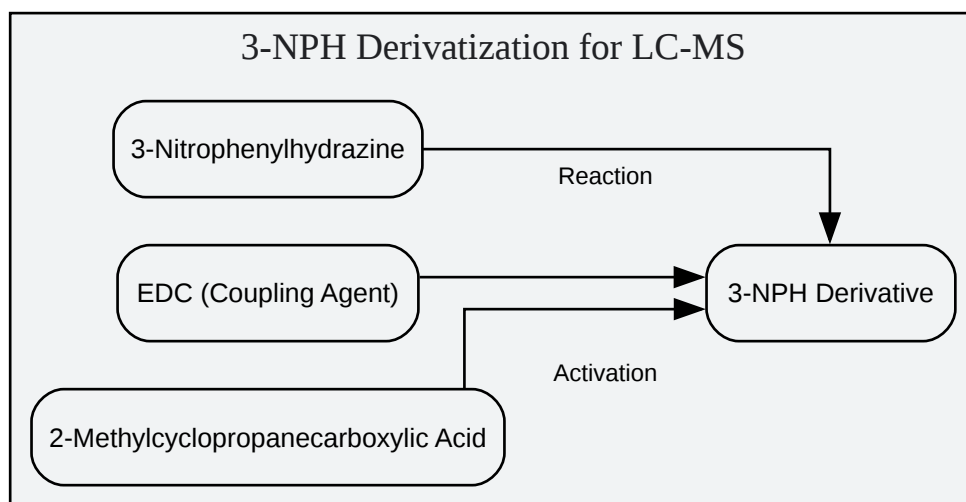 3-NPH Derivatization for LC-MS
3-Nitrophenylhydrazine
Reaction
EDC (Coupling Agent)
3-NPH Derivative
Activation
2-Methylcyclopropanecarboxylic Acid